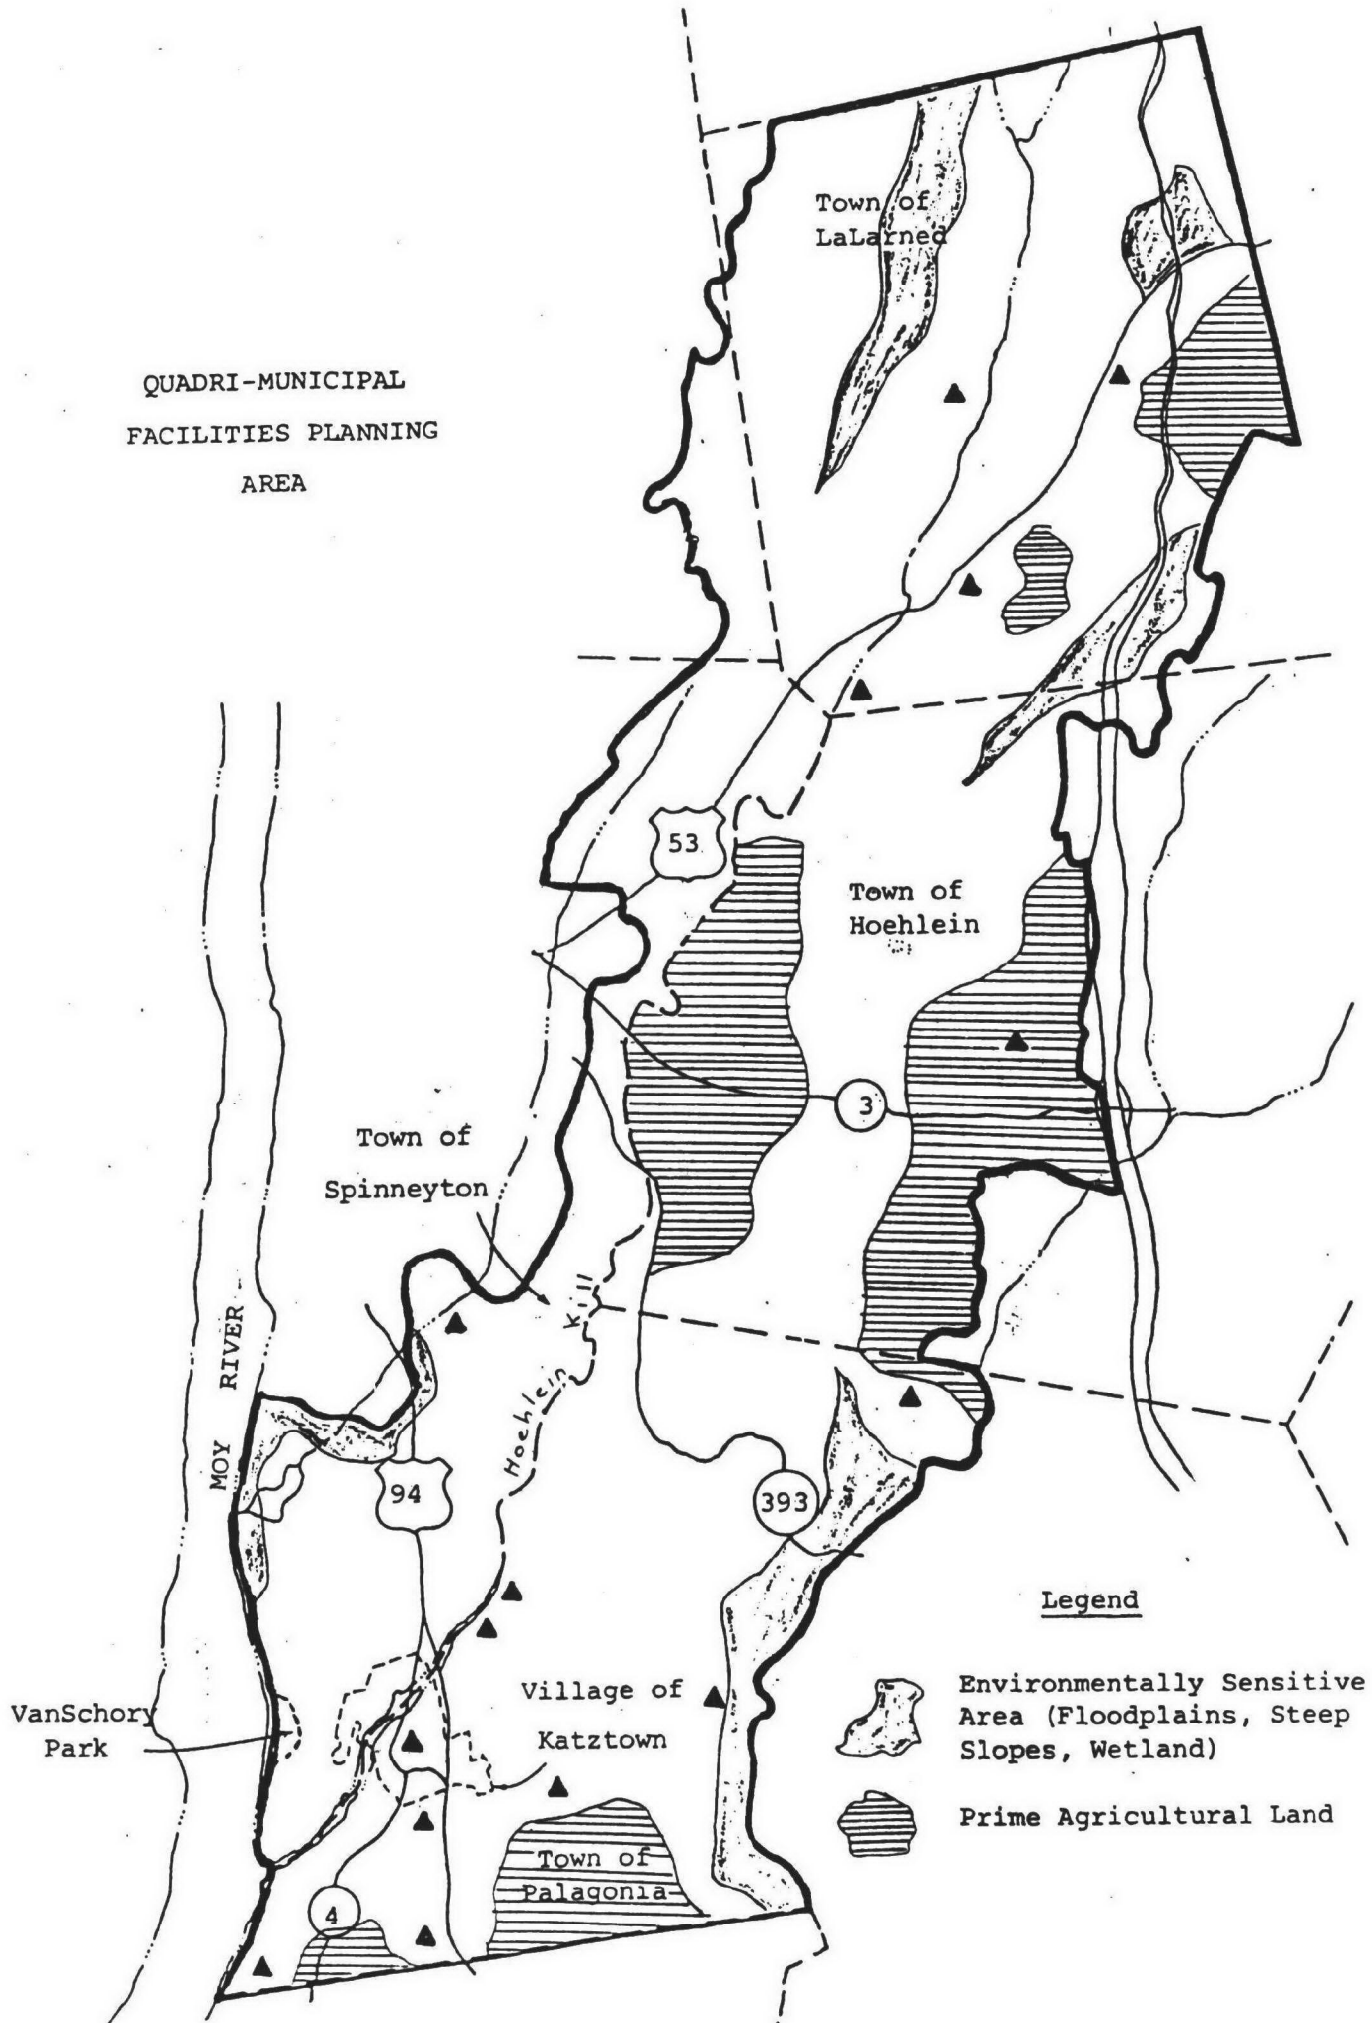 QUADRI-MUNICIPAL
FACILITIES PLANNING
AREA
Town of
LaLarned
53
Town of
Hoehlein
3
Town of
Spinneyton
Hoehlein Kill
MOY RIVER
94
393
Legend
Environmentally Sensitive
Area (Floodplains, Steep
Slopes, Wetland)
Prime Agricultural Land
VanSchory
Park
Village of
Katztown
Town of
Palagonia
4